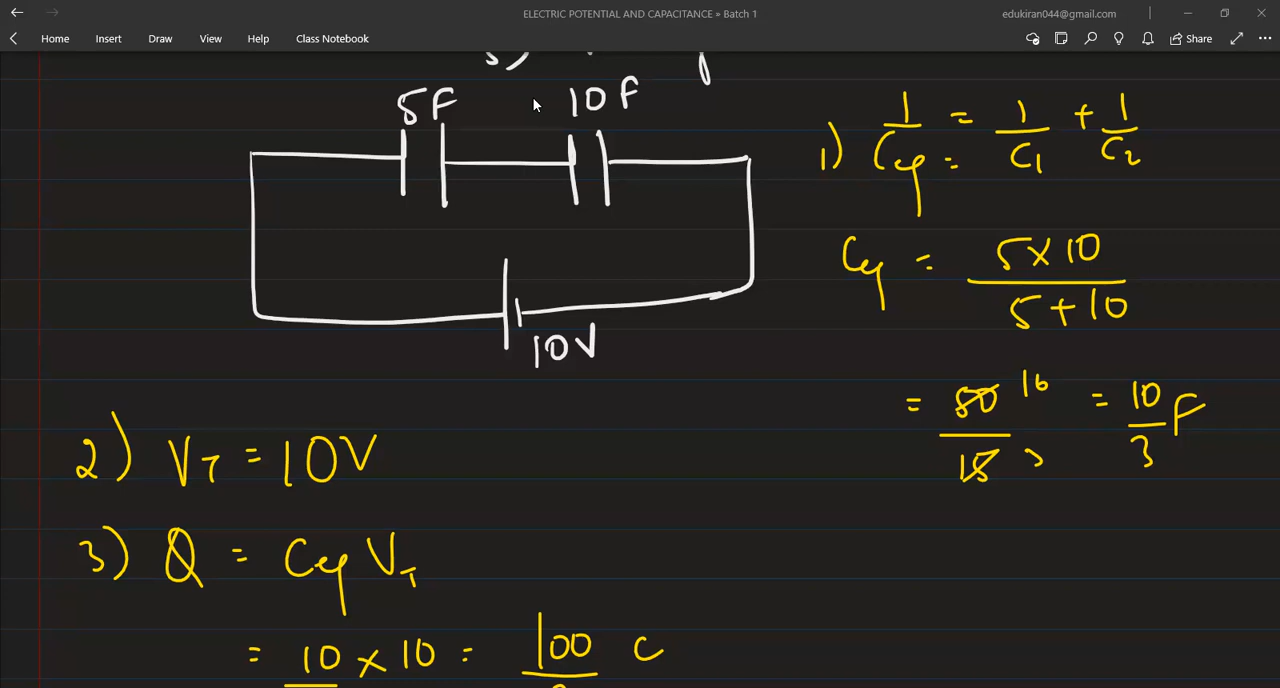 ELECTRIC POTENTIAL AND CAPACITANCE » Batch 1
edukiran044@gmail.com
Home Insert Draw View Help Class Notebook
Share
5F 10F
10V
1) 1/Ceq = 1/C1 + 1/C2
Ceq = 5×10 / 5+10
= 50 10 / 15 3 = 10/3 F
2) VT = 10V
3) Q = Ceq VT
= 10 × 10 = 100 C